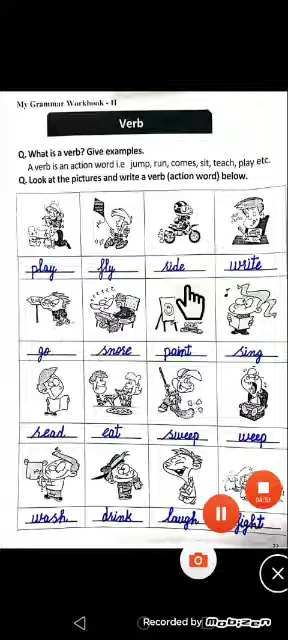 My Grammar Workbook - II
Verb
Q. What is a verb? Give examples.
A verb is an action word i.e jump, run, comes, sit, teach, play etc.
Q. Look at the pictures and write a verb (action word) below.
play fly ride write
go snore paint sing
read eat sweep weep
wash drink laugh fight
04:51
Recorded by MOBIZEN